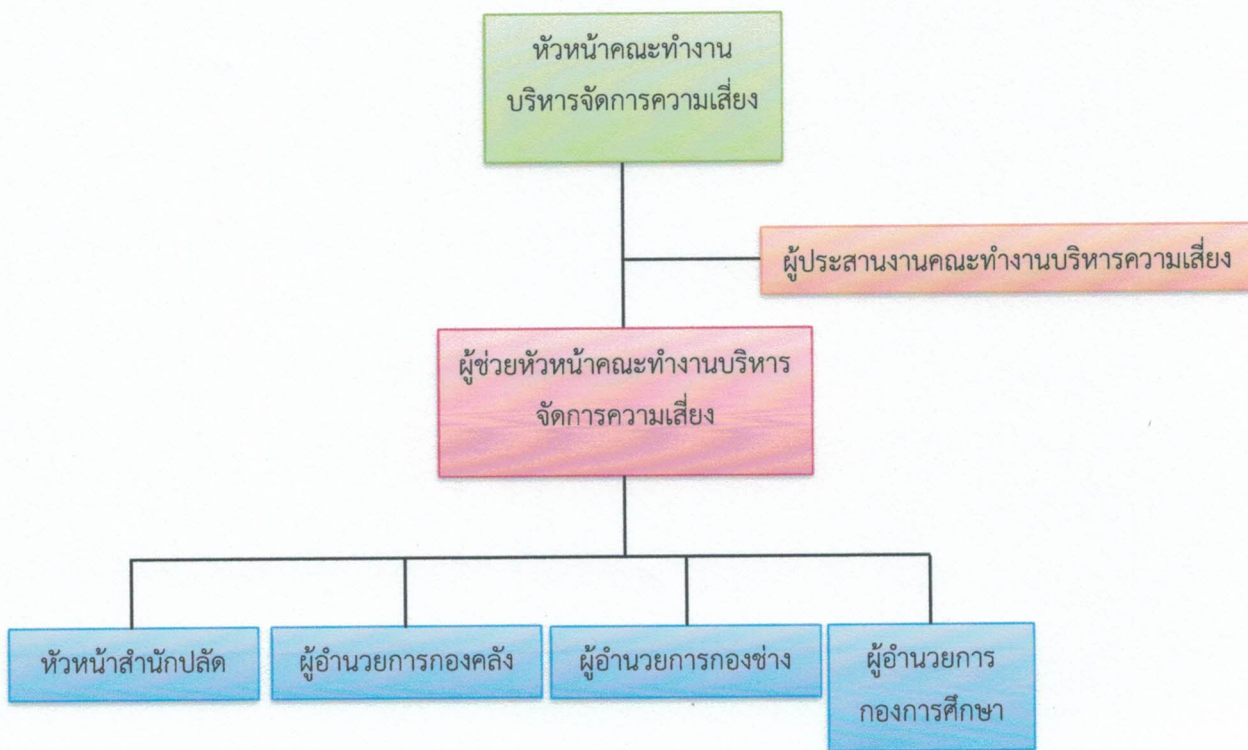 หัวหน้าคณะทำงาน
บริหารจัดการความเสี่ยง
ผู้ประสานงานคณะทำงานบริหารความเสี่ยง
ผู้ช่วยหัวหน้าคณะทำงานบริหาร
จัดการความเสี่ยง
หัวหน้าสำนักปลัด
ผู้อำนวยการกองคลัง
ผู้อำนวยการกองช่าง
ผู้อำนวยการ
กองการศึกษา